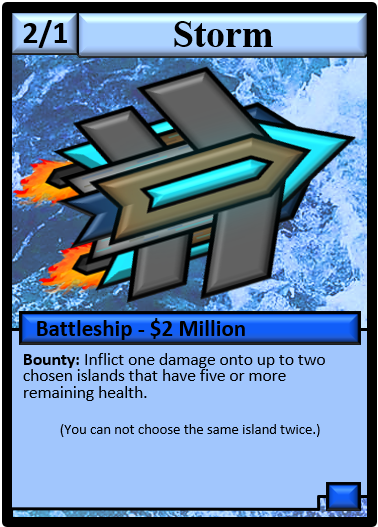 2/1
Storm
Battleship - $2 Million
Bounty: Inflict one damage onto up to two
chosen islands that have five or more
remaining health.
(You can not choose the same island twice.)